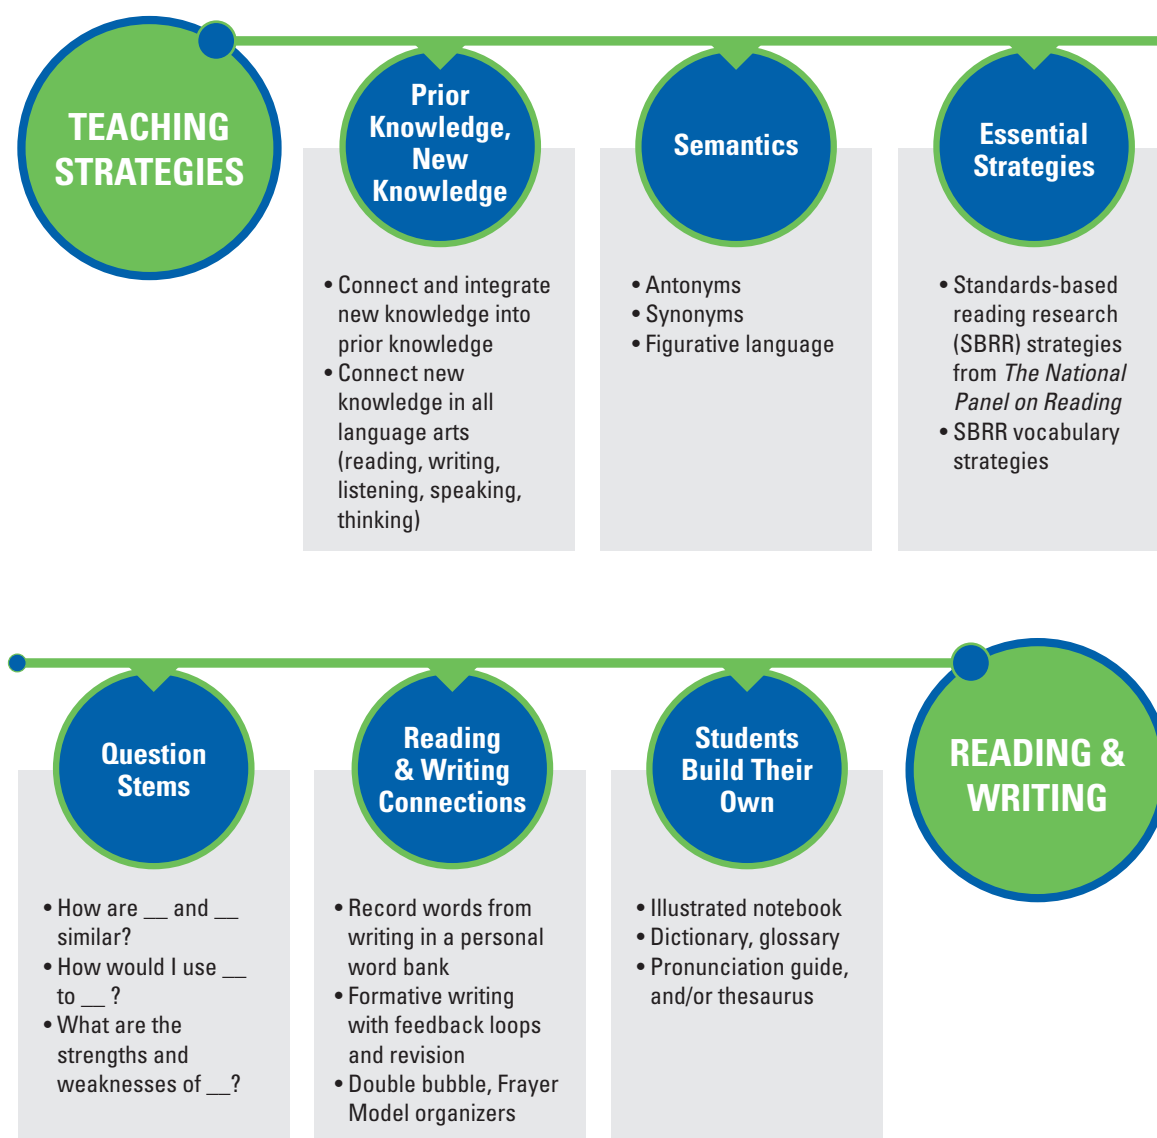 TEACHING
STRATEGIES
Prior
Knowledge,
New
Knowledge
• Connect and integrate
new knowledge into
prior knowledge
• Connect new
knowledge in all
language arts
(reading, writing,
listening, speaking,
thinking)
Semantics
• Antonyms
• Synonyms
• Figurative language
Essential
Strategies
• Standards-based
reading research
(SBRR) strategies
from The National
Panel on Reading
• SBRR vocabulary
strategies
Question
Stems
• How are __ and __
similar?
• How would I use __
to __ ?
• What are the
strengths and
weaknesses of __?
Reading
& Writing
Connections
• Record words from
writing in a personal
word bank
• Formative writing
with feedback loops
and revision
• Double bubble, Frayer
Model organizers
Students
Build Their
Own
• Illustrated notebook
• Dictionary, glossary
• Pronunciation guide,
and/or thesaurus
READING &
WRITING